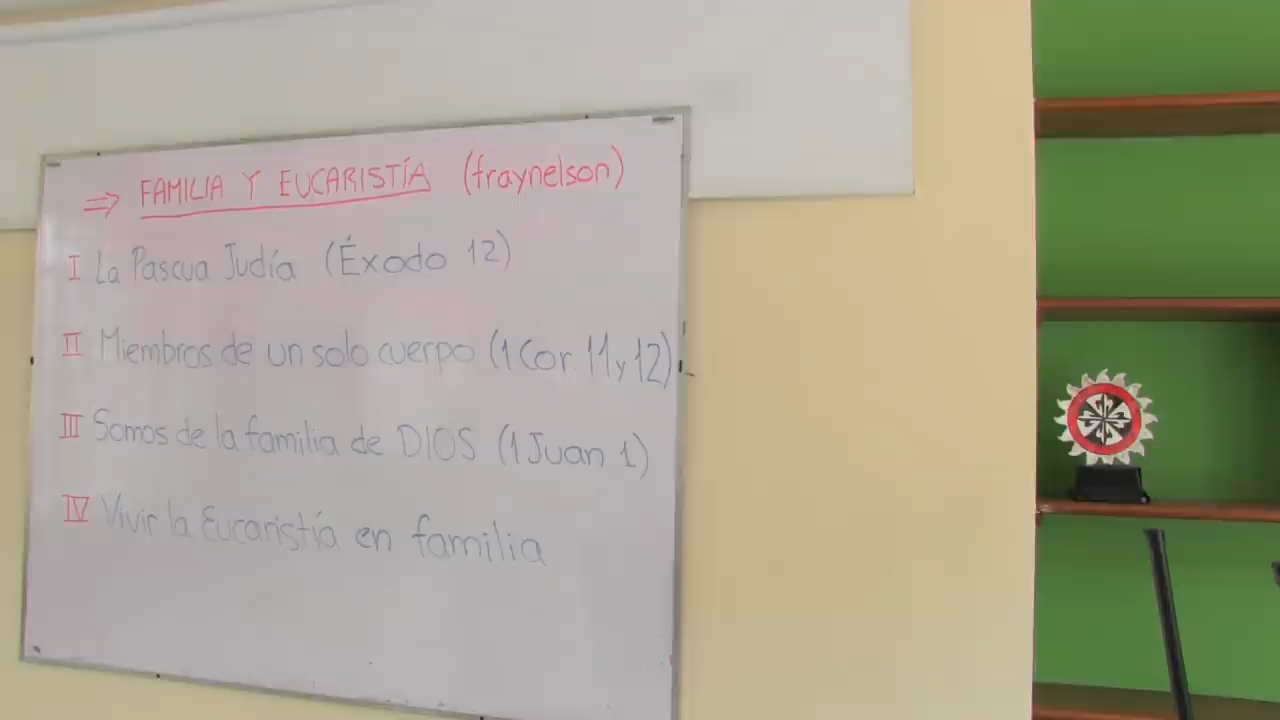 ⇒ FAMILIA Y EUCARISTÍA (fraynelson)
I La Pascua Judía (Éxodo 12)
II Miembros de un solo cuerpo (1 Cor. 11 y 12)
III Somos de la familia de DIOS (1 Juan 1)
IV Vivir la Eucaristía en familia